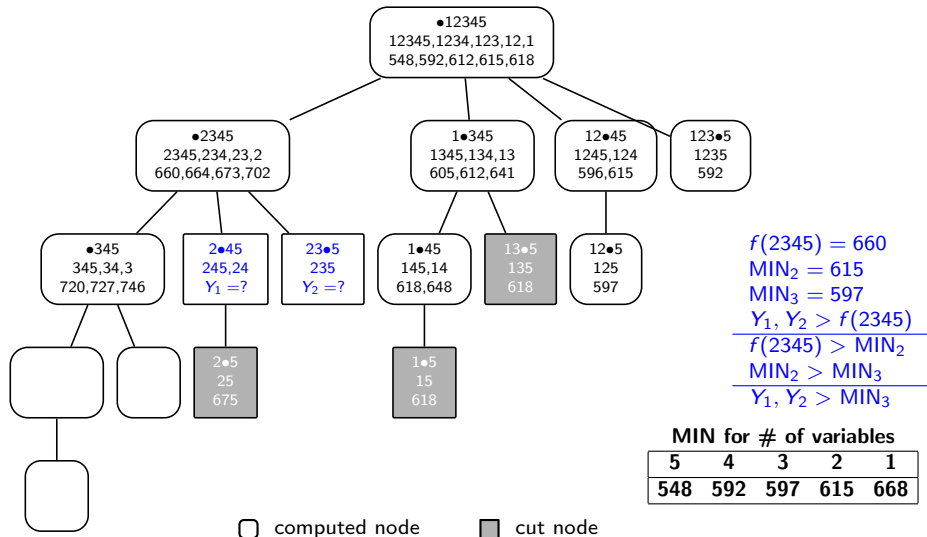 ●12345
12345,1234,123,12,1
548,592,612,615,618
●2345
2345,234,23,2
660,664,673,702
1●345
1345,134,13
605,612,641
12●45
1245,124
596,615
123●5
1235
592
●345
345,34,3
720,727,746
2●45
245,24
Y₁ =?
23●5
235
Y₂ =?
1●45
145,14
618,648
13●5
135
618
12●5
125
597
2●5
25
675
1●5
15
618
f(2345) = 660
MIN₂ = 615
MIN₃ = 597
Y₁, Y₂ > f(2345)
f(2345) > MIN₂
MIN₂ > MIN₃
Y₁, Y₂ > MIN₃
MIN for # of variables
5 4 3 2 1
548 592 597 615 668
computed node
cut node